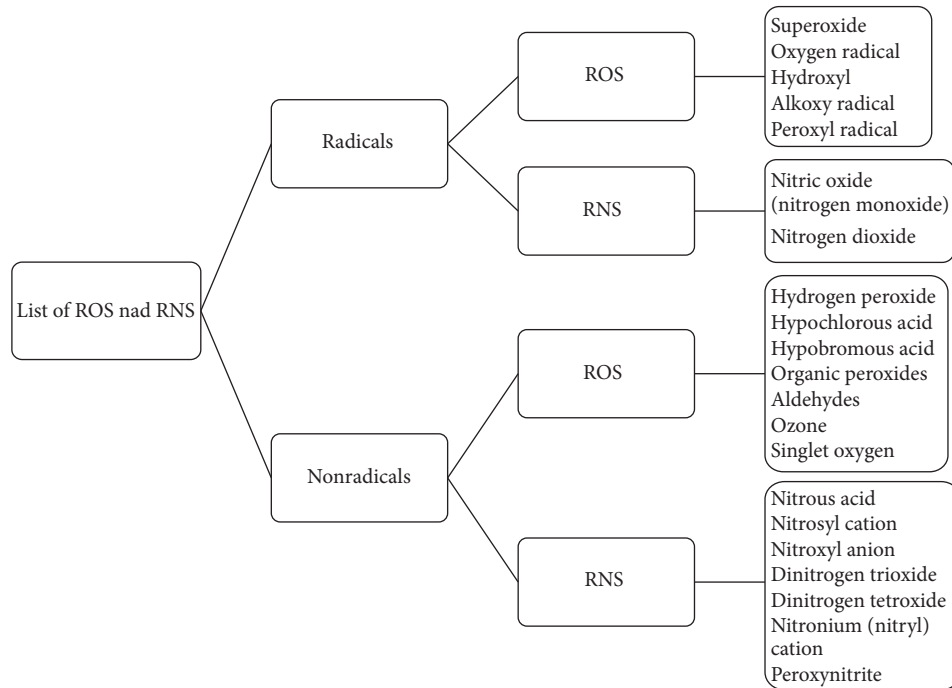 List of ROS nad RNS
Radicals
ROS
Superoxide
Oxygen radical
Hydroxyl
Alkoxy radical
Peroxyl radical
RNS
Nitric oxide
(nitrogen monoxide)
Nitrogen dioxide
Nonradicals
ROS
Hydrogen peroxide
Hypochlorous acid
Hypobromous acid
Organic peroxides
Aldehydes
Ozone
Singlet oxygen
RNS
Nitrous acid
Nitrosyl cation
Nitroxyl anion
Dinitrogen trioxide
Dinitrogen tetroxide
Nitronium (nitryl)
cation
Peroxynitrite